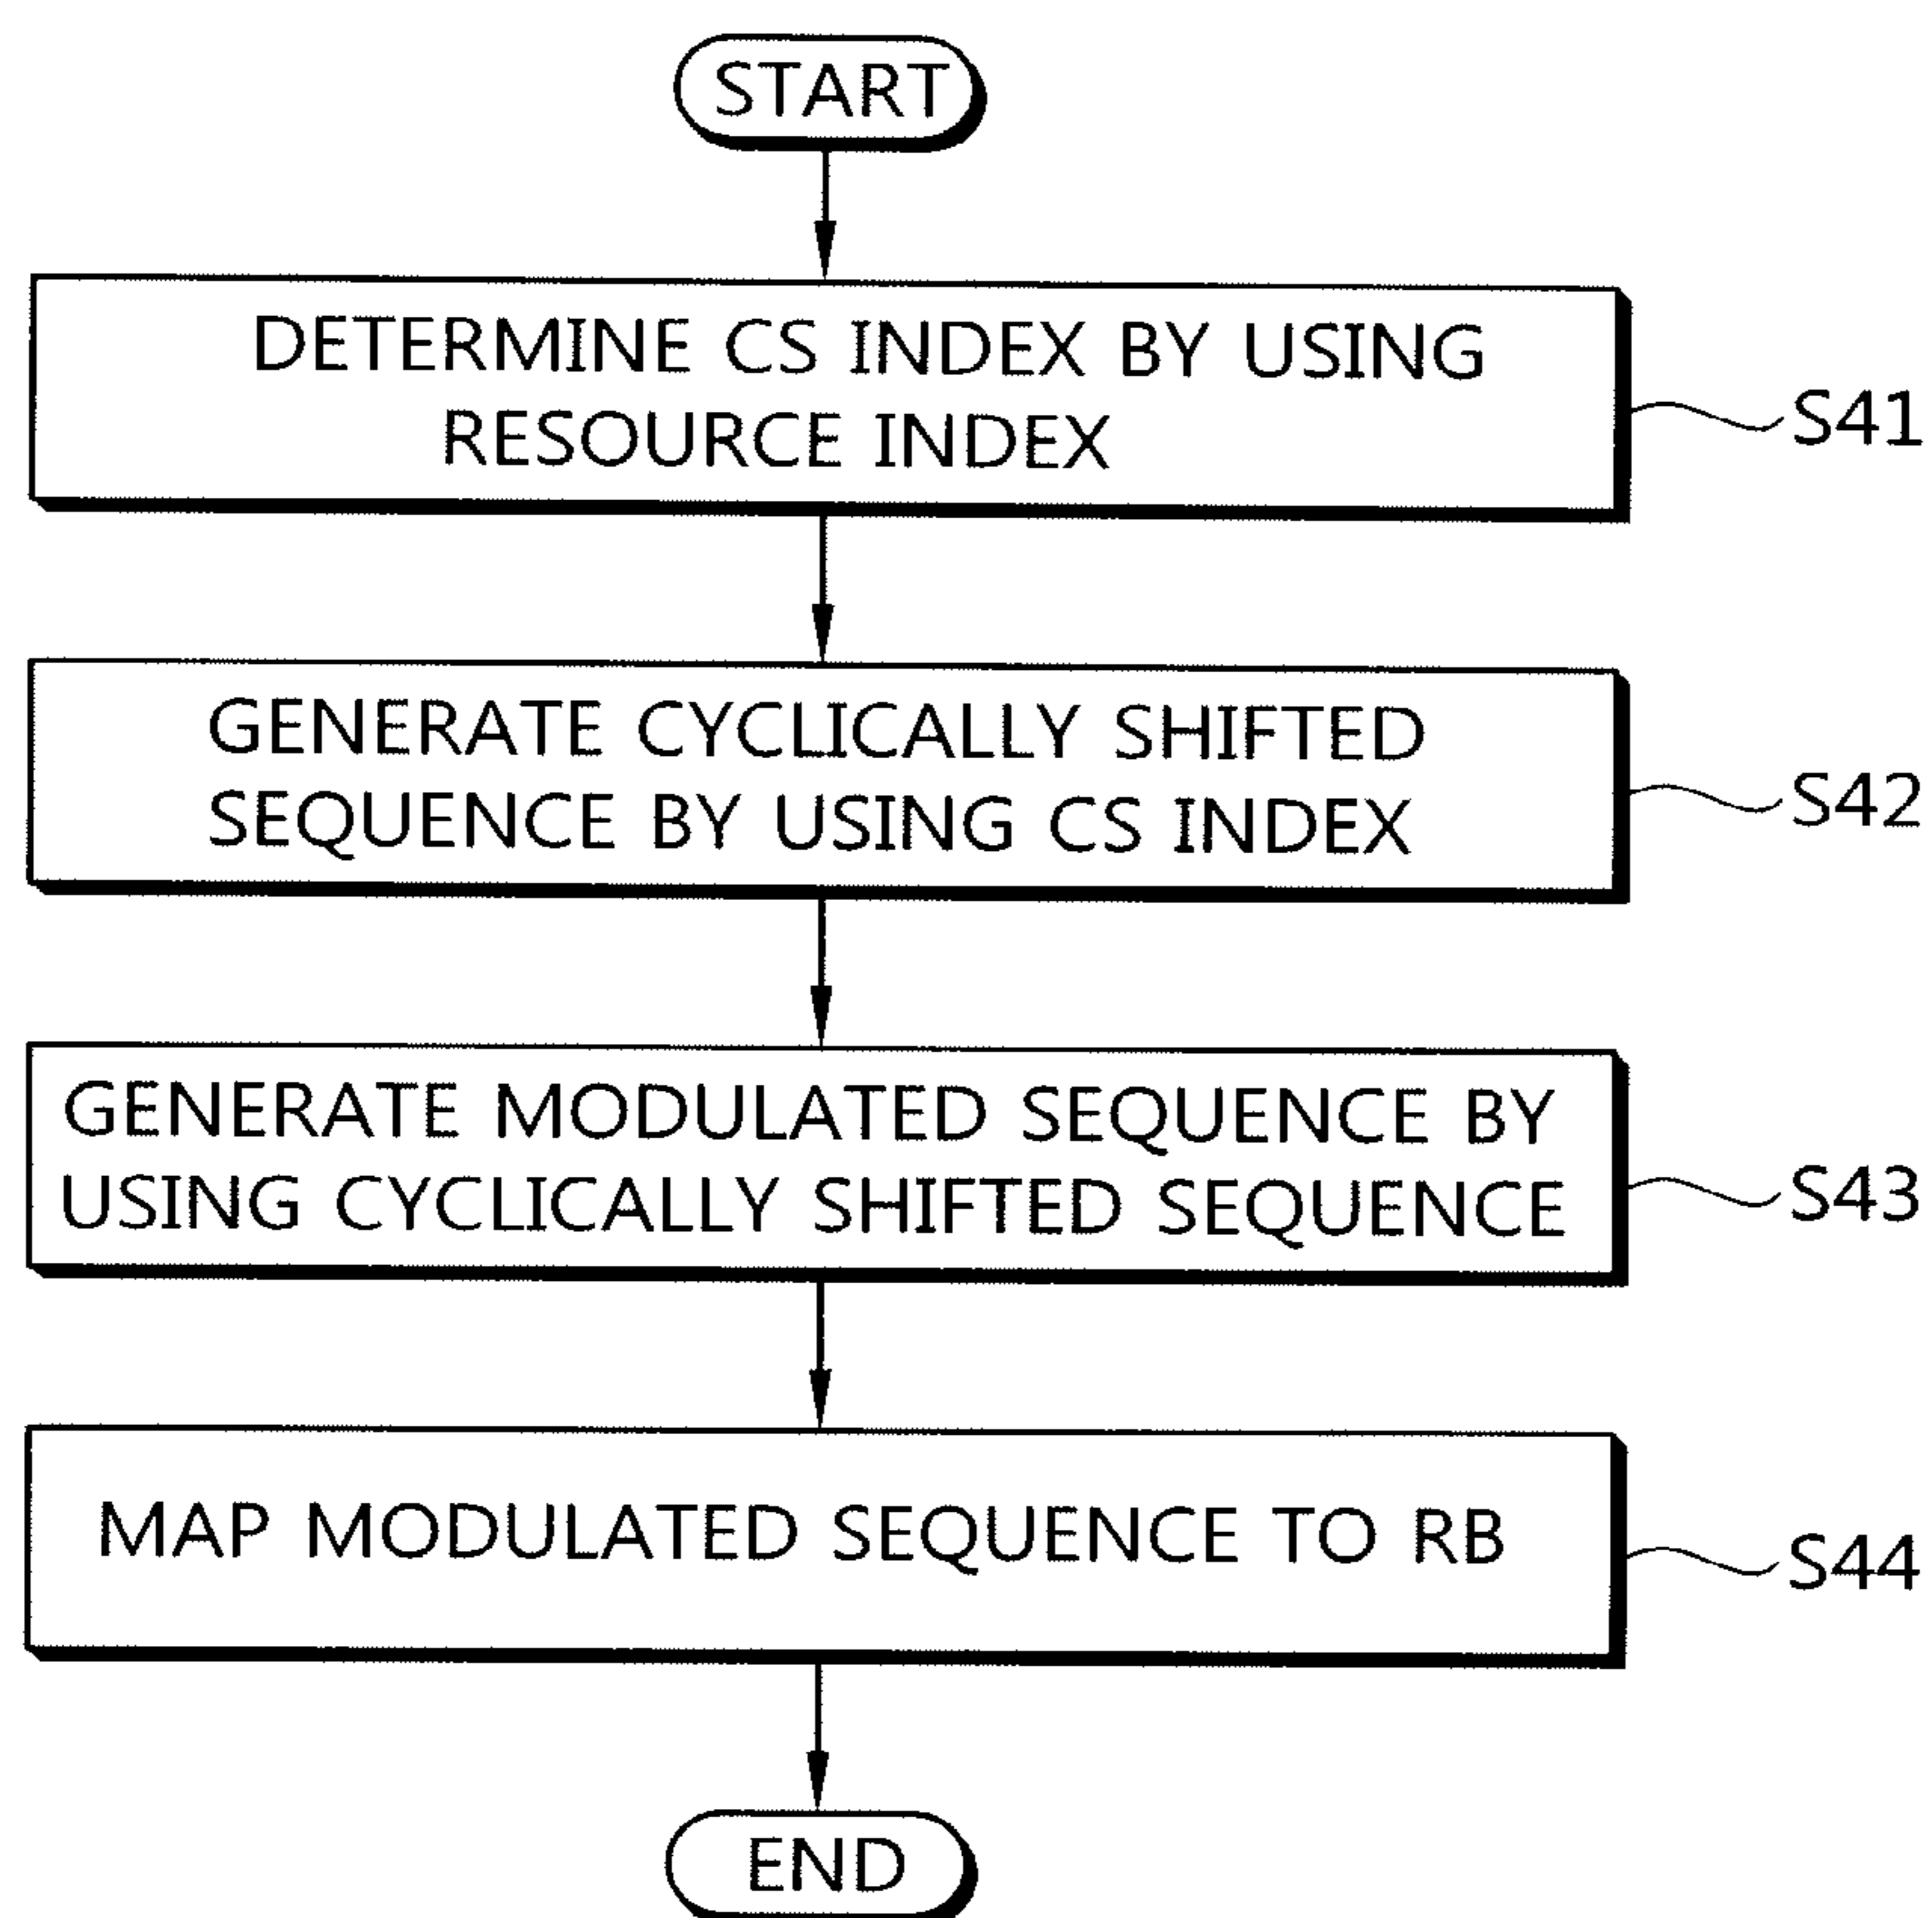 START
DETERMINE CS INDEX BY USING
RESOURCE INDEX
S41
GENERATE CYCLICALLY SHIFTED
SEQUENCE BY USING CS INDEX
S42
GENERATE MODULATED SEQUENCE BY
USING CYCLICALLY SHIFTED SEQUENCE
S43
MAP MODULATED SEQUENCE TO RB
S44
END